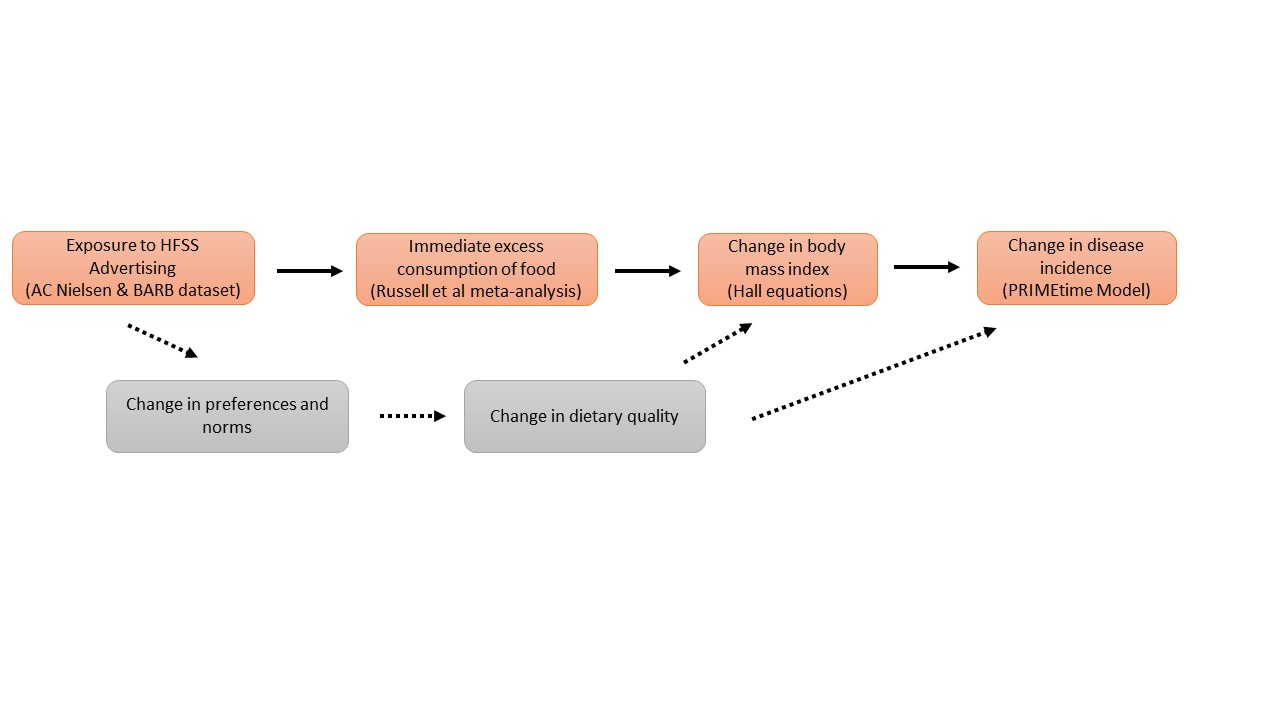 Exposure to HFSS
Advertising
(AC Nielsen & BARB dataset)
Immediate excess
consumption of food
(Russell et al meta-analysis)
Change in body
mass index
(Hall equations)
Change in disease
incidence
(PRIMEtime Model)
Change in preferences and
norms
Change in dietary quality